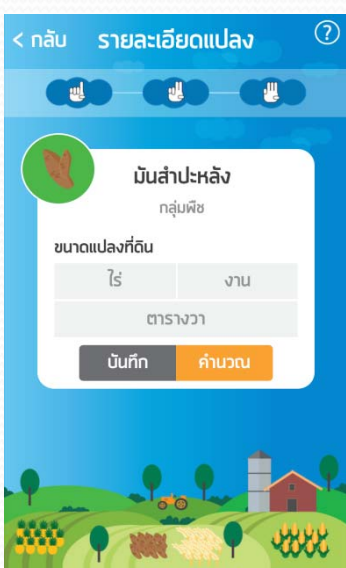 < กลับ รายละเอียดแปลง ?
มันสำปะหลัง
กลุ่มพืช
ขนาดแปลงที่ดิน
ไร่ งาน
ตารางวา
บันทึก คำนวณ